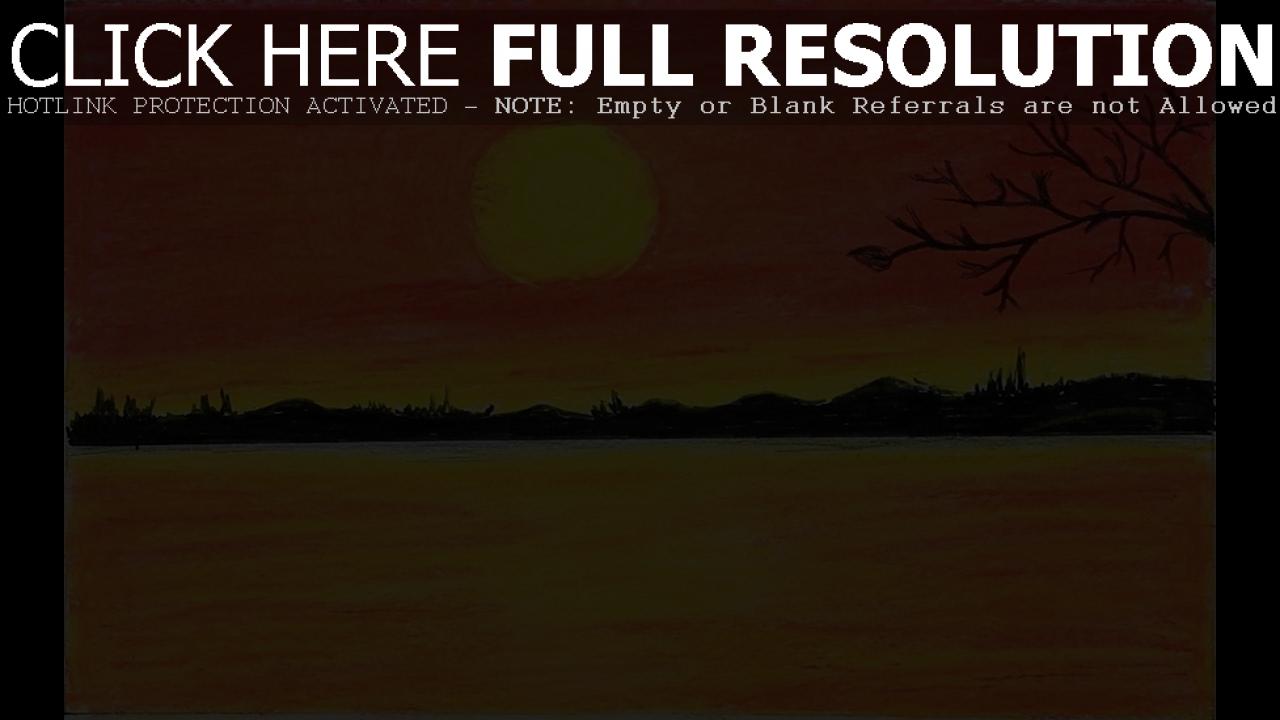 CLICK HERE FULL RESOLUTION
HOTLINK PROTECTION ACTIVATED – NOTE: Empty or Blank Referrals are not Allowed